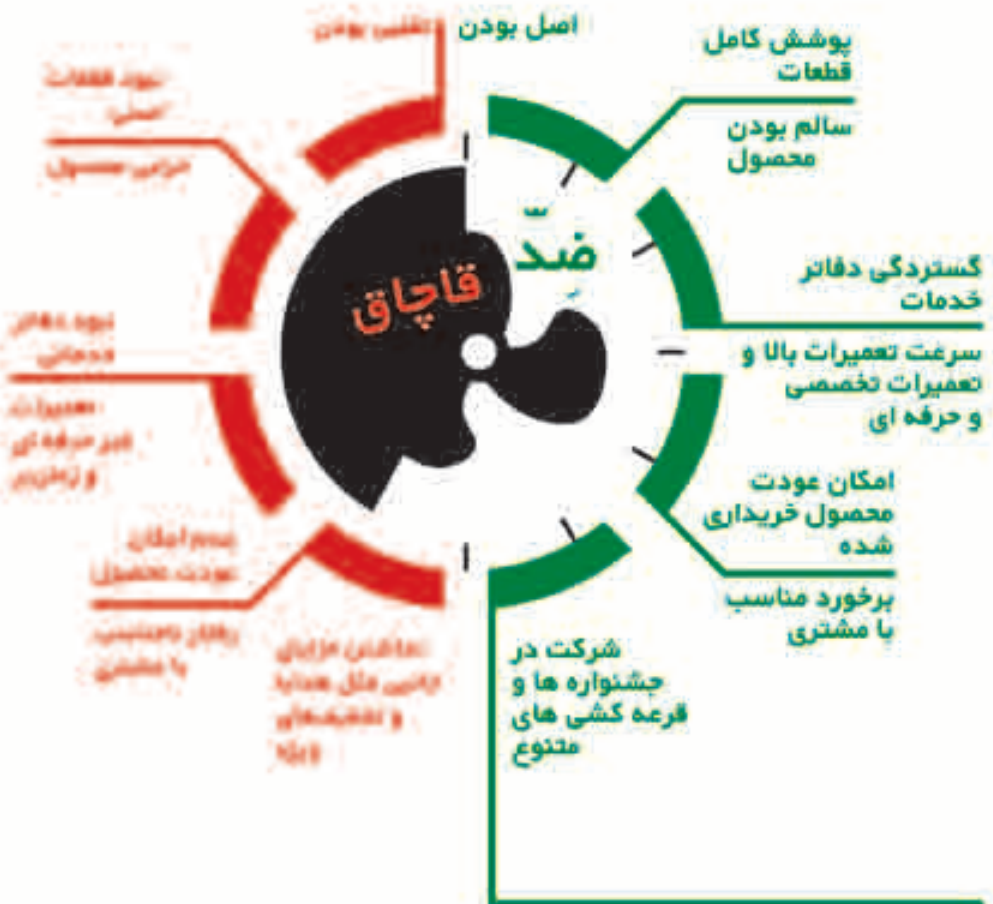 اصل بودن
پوشش کامل
قطعات
سالم بودن
محصول
گستردگی دفاتر
خدمات
سرعت تعمیرات بالا و
تعمیرات تخصصی
و حرفه ای
امکان عودت
محصول خریداری
شده
برخورد مناسب
با مشتری
شرکت در
جشنواره ها و
قرعه کشی های
متنوع
ضدّ
قاچاق
تقلبی بودن
نبود قطعات
اصلی
خرابی محصول
نبود دفاتر
خدماتی
تعمیرات
غیر حرفه ای
و زمان‌بر
عدم امکان
عودت محصول
رفتار نامناسب
با مشتری
نداشتن مزایای
جانبی مثل هدایا
و تخفیف‌های
ویژه